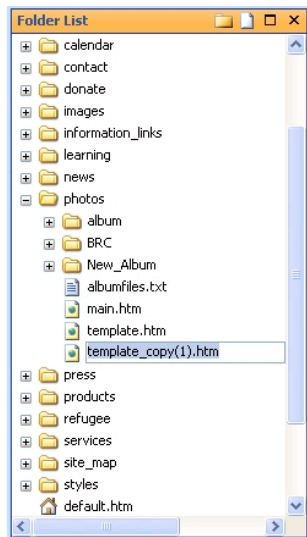 Folder List
calendar
contact
donate
images
information_links
learning
news
photos
album
BRC
New_Album
albumfiles.txt
main.htm
template.htm
template_copy(1).htm
press
products
refugee
services
site_map
styles
default.htm